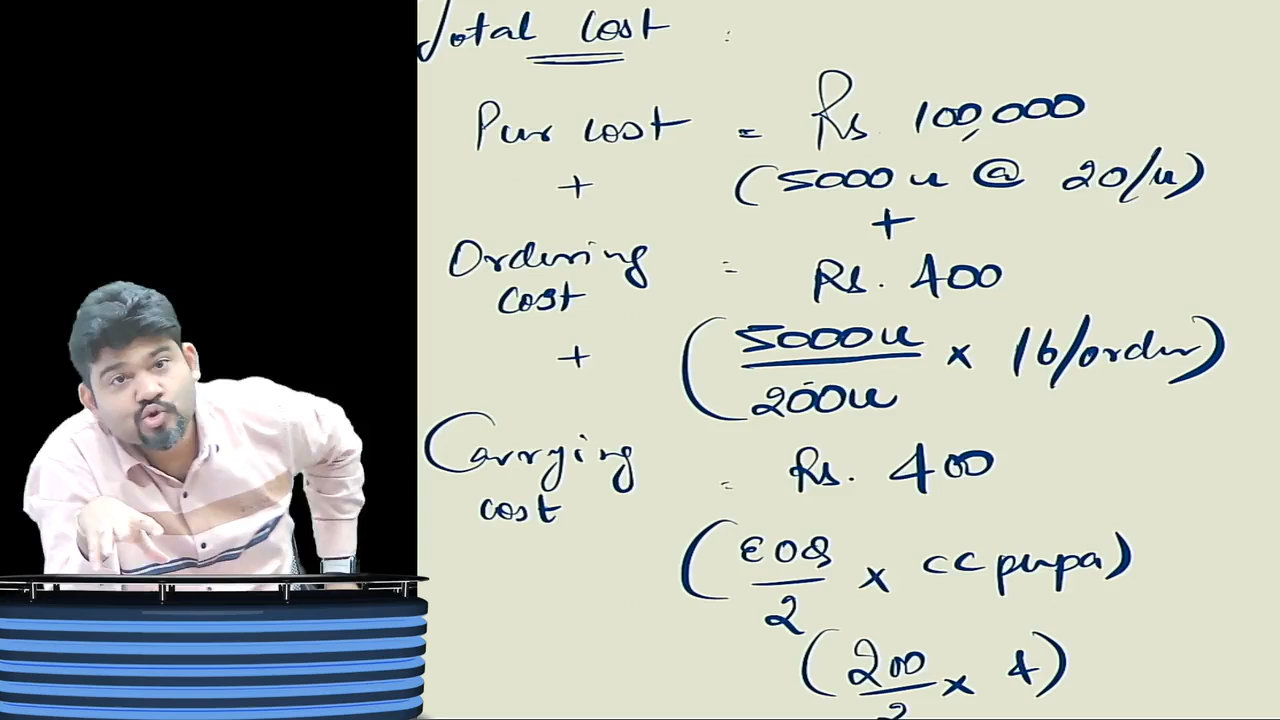 Total Cost :
Pur cost = Rs 100,000
+ (5000 u @ 20/u)
+
Ordering cost = Rs. 400
+ (5000u / 200u × 16/order)
Carrying cost = Rs. 400
(EOQ / 2 × cc pupa)
(200 / 2 × 4)